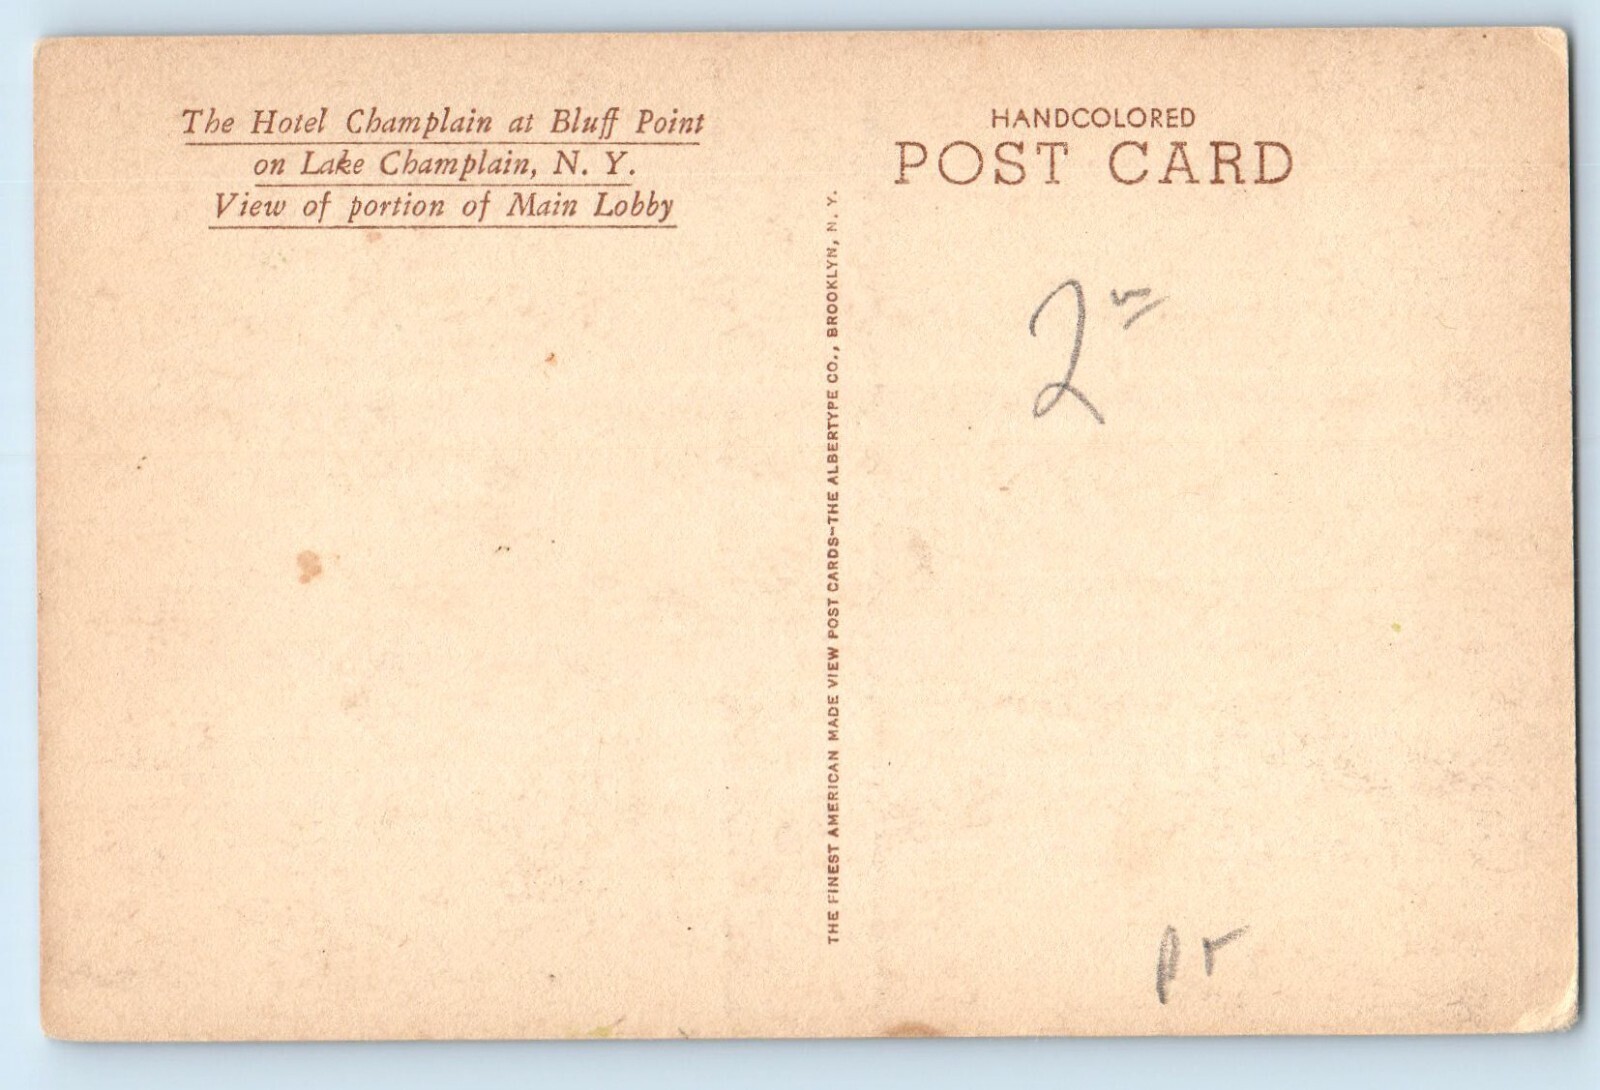 The Hotel Champlain at Bluff Point
on Lake Champlain, N. Y.
View of portion of Main Lobby
THE FINEST AMERICAN MADE VIEW POST CARDS—THE ALBERTYPE CO., BROOKLYN, N. Y.
HANDCOLORED
POST CARD
2